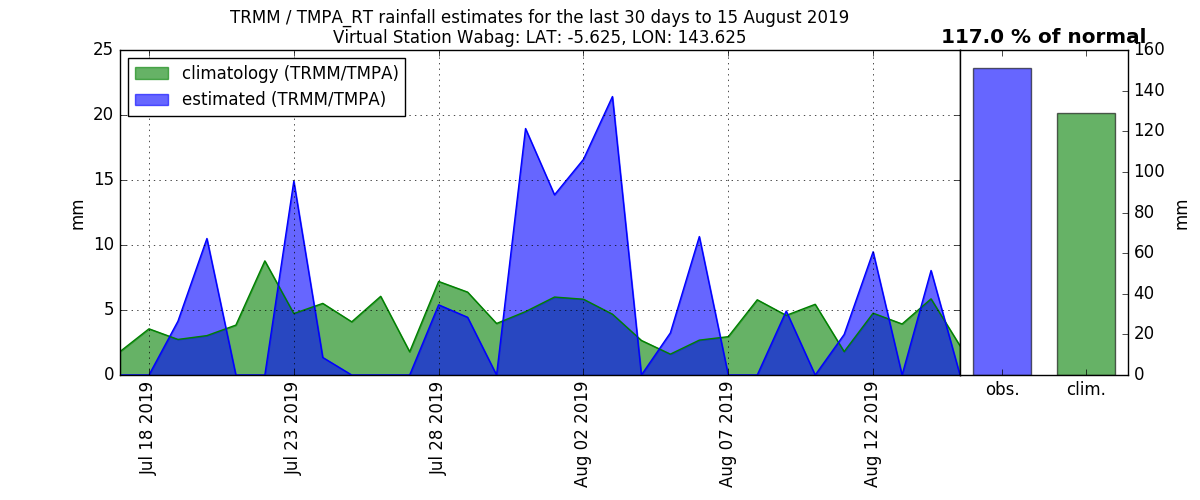 TRMM / TMPA_RT rainfall estimates for the last 30 days to 15 August 2019
Virtual Station Wabag: LAT: -5.625, LON: 143.625
117.0 % of normal
climatology (TRMM/TMPA)
estimated (TRMM/TMPA)
25
20
15
10
5
0
mm
Jul 18 2019
Jul 23 2019
Jul 28 2019
Aug 02 2019
Aug 07 2019
Aug 12 2019
obs.
clim.
160
140
120
100
80
60
40
20
0
mm